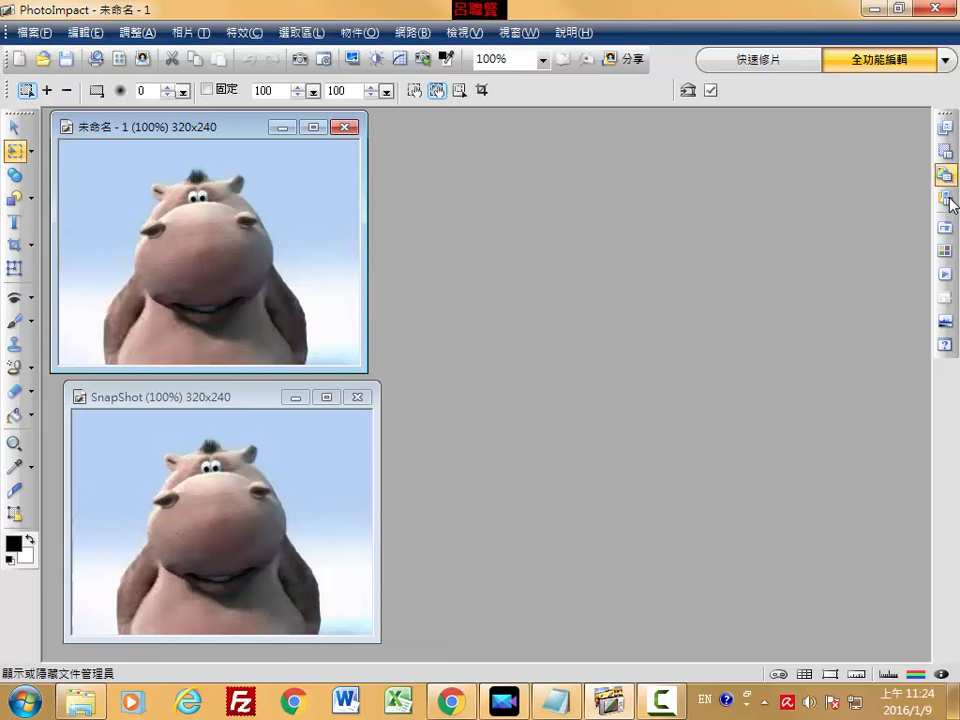 PhotoImpact - 未命名 - 1
呂聰賢
檔案(F) 編輯(E) 調整(A) 相片(T) 特效(C) 選取區(L) 物件(O) 網路(B) 檢視(V) 視窗(W) 說明(H)
100% 分享 快速修片 全功能編輯
0 固定 100 100
未命名 - 1 (100%) 320x240
SnapShot (100%) 320x240
顯示或隱藏文件管理員
EN 上午 11:24
2016/1/9